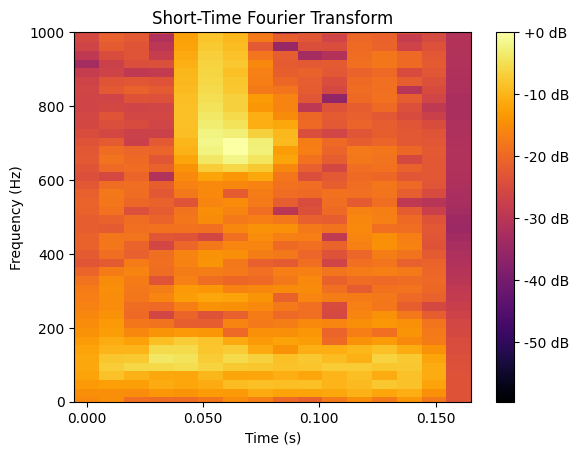 Short-Time Fourier Transform
1000
800
600
400
200
0
Frequency (Hz)
0.000
0.050
0.100
0.150
Time (s)
+0 dB
-10 dB
-20 dB
-30 dB
-40 dB
-50 dB